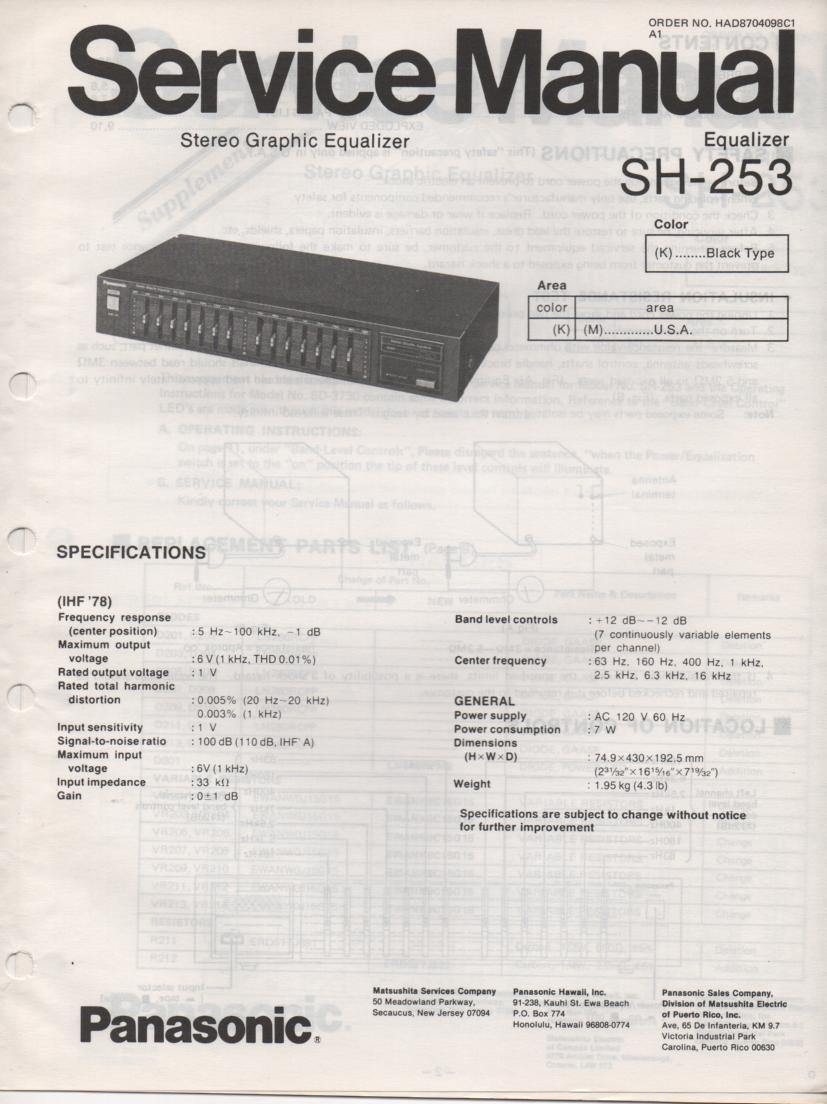 ORDER NO. HAD8704098C1
A1
Service Manual
Stereo Graphic Equalizer
Equalizer
SH-253
Color
(K)........Black Type
Area
color area
(K) (M).............U.S.A.
Panasonic
SPECIFICATIONS
(IHF '78)
Frequency response
(center position) : 5 Hz~100 kHz, −1 dB
Maximum output
voltage : 6 V (1 kHz, THD 0.01%)
Rated output voltage : 1 V
Rated total harmonic
distortion : 0.005% (20 Hz~20 kHz)
0.003% (1 kHz)
Input sensitivity : 1 V
Signal-to-noise ratio : 100 dB (110 dB, IHF' A)
Maximum input
voltage : 6V (1 kHz)
Input impedance : 33 kΩ
Gain : 0±1 dB
Band level controls : +12 dB~−12 dB
(7 continuously variable elements
per channel)
Center frequency : 63 Hz, 160 Hz, 400 Hz, 1 kHz,
2.5 kHz, 6.3 kHz, 16 kHz
GENERAL
Power supply : AC 120 V 60 Hz
Power consumption : 7 W
Dimensions
(H×W×D) : 74.9×430×192.5 mm
(2 31/32"×16 15/16"×7 19/32")
Weight : 1.95 kg (4.3 lb)
Specifications are subject to change without notice
for further improvement
Panasonic®
Matsushita Services Company
50 Meadowland Parkway,
Secaucus, New Jersey 07094
Panasonic Hawaii, Inc.
91-238, Kauhi St. Ewa Beach
P.O. Box 774
Honolulu, Hawaii 96808-0774
Panasonic Sales Company,
Division of Matsushita Electric
of Puerto Rico, Inc.
Ave, 65 De Infanteria, KM 9.7
Victoria Industrial Park
Carolina, Puerto Rico 00630